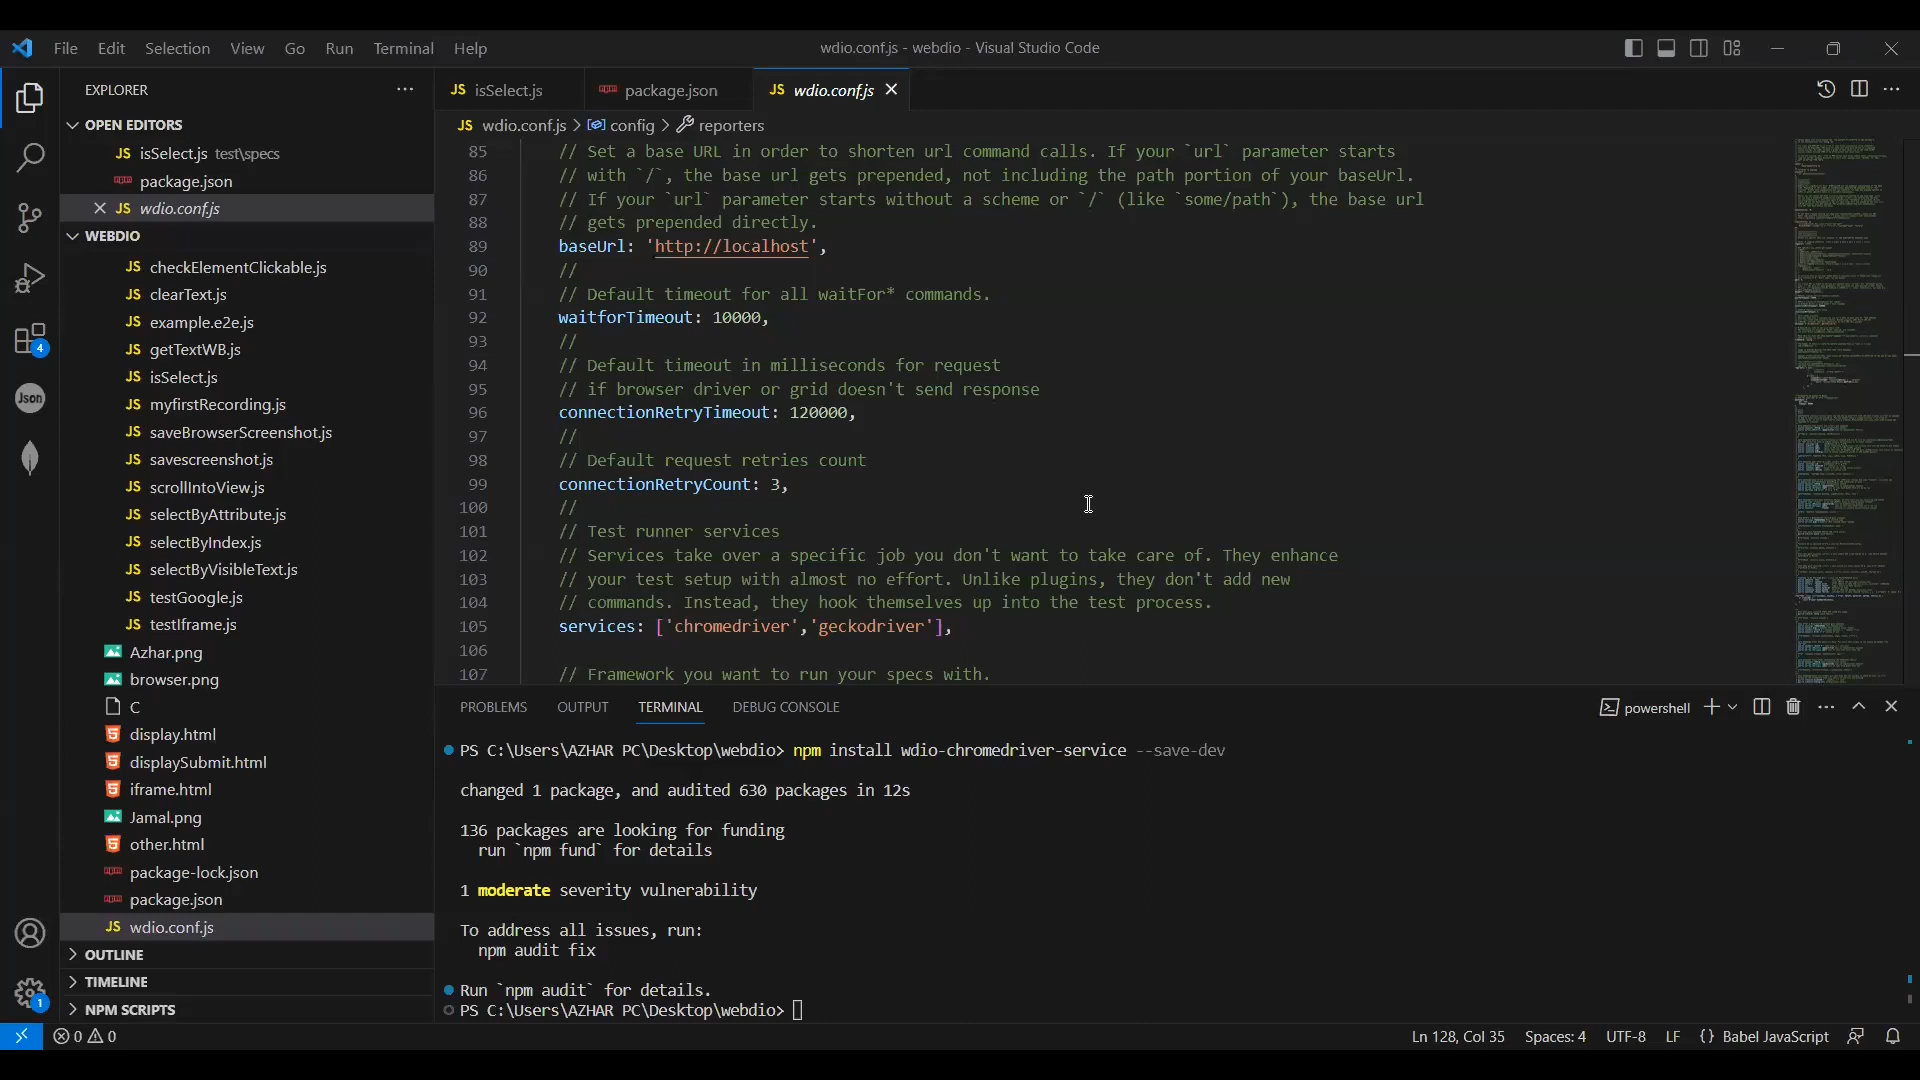 File Edit Selection View Go Run Terminal Help
wdio.conf.js - webdio - Visual Studio Code
EXPLORER
OPEN EDITORS
JS isSelect.js test\specs
package.json
JS wdio.conf.js
WEBDIO
JS checkElementClickable.js
JS clearText.js
JS example.e2e.js
JS getTextWB.js
JS isSelect.js
JS myfirstRecording.js
JS saveBrowserScreenshot.js
JS savescreenshot.js
JS scrollIntoView.js
JS selectByAttribute.js
JS selectByIndex.js
JS selectByVisibleText.js
JS testGoogle.js
JS testIframe.js
Azhar.png
browser.png
C
display.html
displaySubmit.html
iframe.html
Jamal.png
other.html
package-lock.json
package.json
JS wdio.conf.js
OUTLINE
TIMELINE
NPM SCRIPTS
4
Json
1
JS isSelect.js
package.json
JS wdio.conf.js
JS wdio.conf.js > config > reporters
85 // Set a base URL in order to shorten url command calls. If your `url` parameter starts
86 // with `/`, the base url gets prepended, not including the path portion of your baseUrl.
87 // If your `url` parameter starts without a scheme or `/` (like `some/path`), the base url
88 // gets prepended directly.
89 baseUrl: 'http://localhost',
90 //
91 // Default timeout for all waitFor* commands.
92 waitforTimeout: 10000,
93 //
94 // Default timeout in milliseconds for request
95 // if browser driver or grid doesn't send response
96 connectionRetryTimeout: 120000,
97 //
98 // Default request retries count
99 connectionRetryCount: 3,
100 //
101 // Test runner services
102 // Services take over a specific job you don't want to take care of. They enhance
103 // your test setup with almost no effort. Unlike plugins, they don't add new
104 // commands. Instead, they hook themselves up into the test process.
105 services: ['chromedriver','geckodriver'],
106
107 // Framework you want to run your specs with.
PROBLEMS OUTPUT TERMINAL DEBUG CONSOLE
powershell
PS C:\Users\AZHAR PC\Desktop\webdio> npm install wdio-chromedriver-service --save-dev
changed 1 package, and audited 630 packages in 12s
136 packages are looking for funding
run `npm fund` for details
1 moderate severity vulnerability
To address all issues, run:
npm audit fix
Run `npm audit` for details.
PS C:\Users\AZHAR PC\Desktop\webdio>
0 0
Ln 128, Col 35 Spaces: 4 UTF-8 LF {} Babel JavaScript